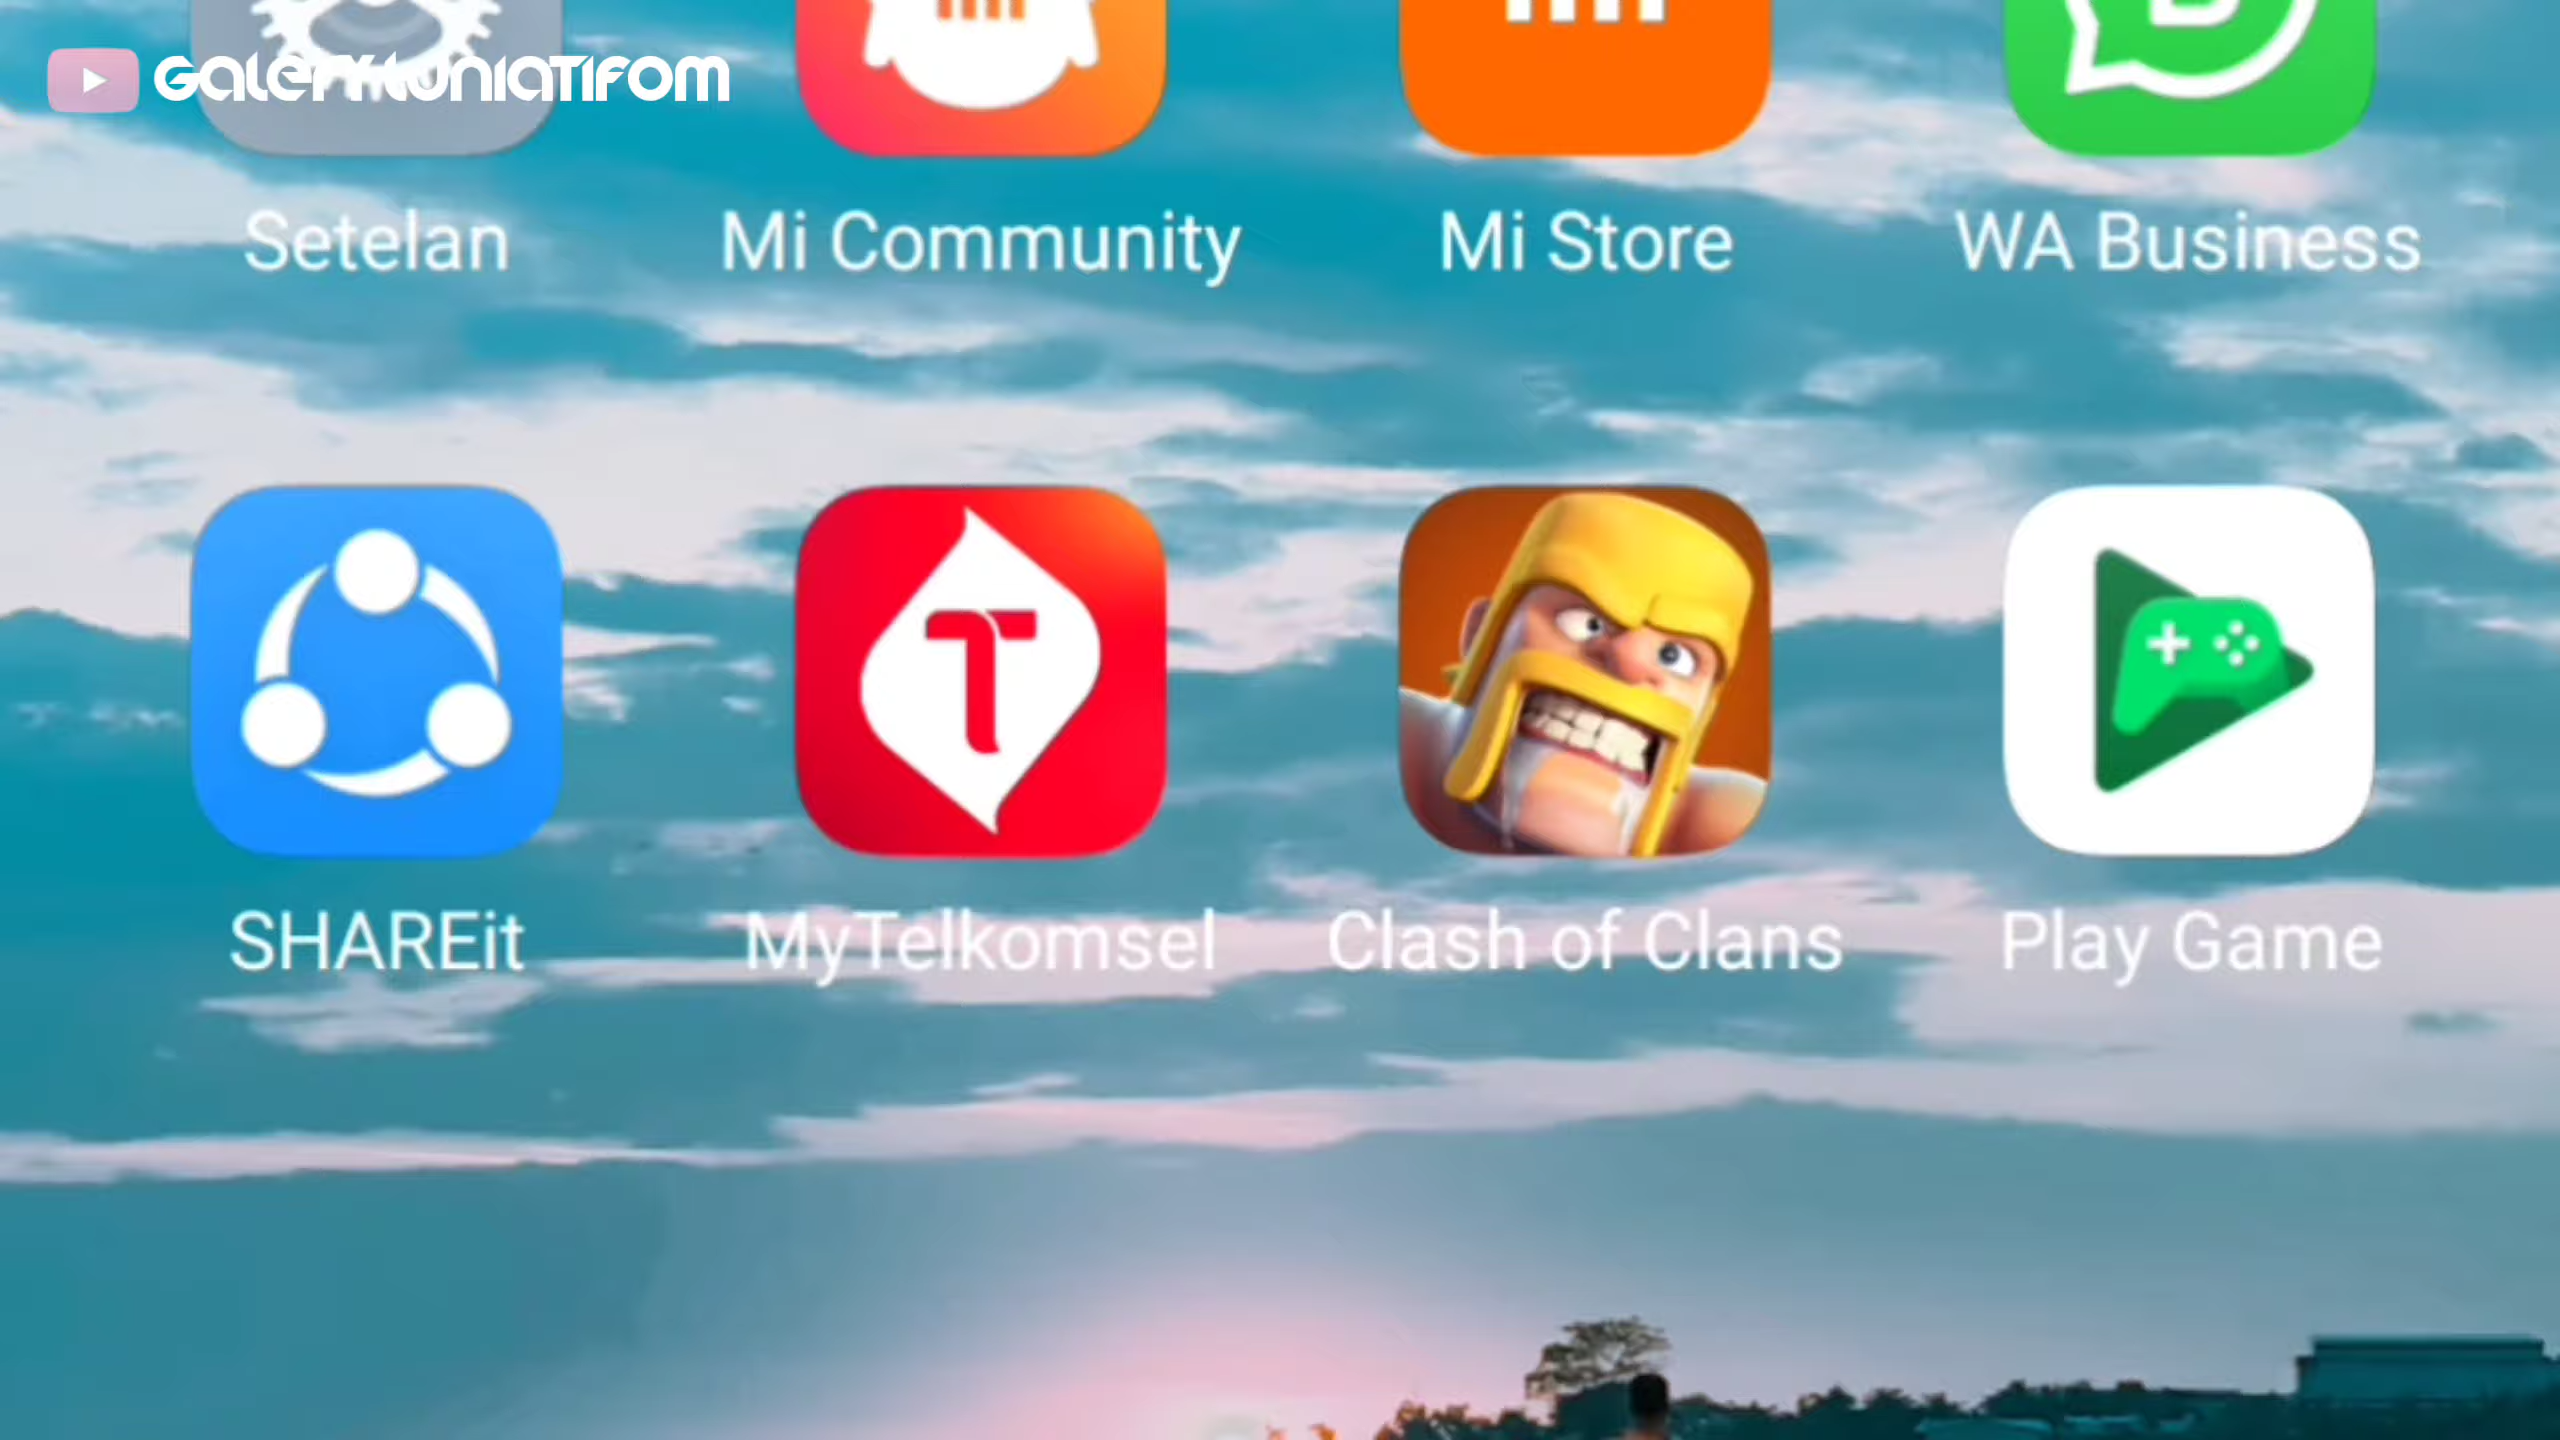 Setelan
Mi Community
Mi Store
WA Business
SHAREit
MyTelkomsel
Clash of Clans
Play Game